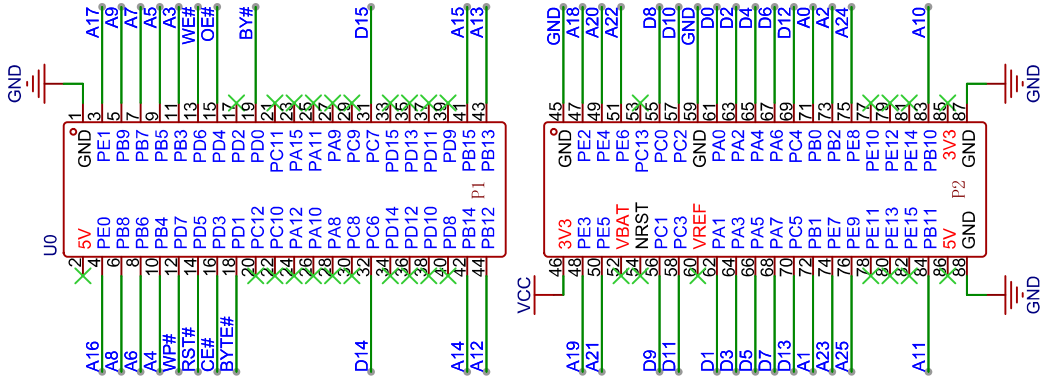 A17 A9 A7 A5 A3 WE# OE# BY# D15 A15 A13
GND
1 3 5 7 9 11 13 15 17 19 21 23 25 27 29 31 33 35 37 39 41 43
GND PE1 PB9 PB7 PB5 PB3 PD6 PD4 PD2 PD0 PC11 PA15 PA11 PA9 PC9 PC7 PD15 PD13 PD11 PD9 PB15 PB13
P1
U0
5V PE0 PB8 PB6 PB4 PD7 PD5 PD3 PD1 PC12 PC10 PA12 PA10 PA8 PC8 PC6 PD14 PD12 PD10 PD8 PB14 PB12
2 4 6 8 10 12 14 16 18 20 22 24 26 28 30 32 34 36 38 40 42 44
A16 A8 A6 A4 WP# RST# CE# BYTE# D14 A14 A12
GND A18 A20 A22 D8 D10 GND D0 D2 D4 D6 D12 A0 A2 A24 A10
GND
45 47 49 51 53 55 57 59 61 63 65 67 69 71 73 75 77 79 81 83 85 87
GND PE2 PE4 PE6 PC13 PC0 PC2 GND PA0 PA2 PA4 PA6 PC4 PB0 PB2 PE8 PE10 PE12 PE14 PB10 3V3 GND
P2
3V3 PE3 PE5 VBAT NRST PC1 PC3 VREF PA1 PA3 PA5 PA7 PC5 PB1 PE7 PE9 PE11 PE13 PE15 PB11 5V GND
46 48 50 52 54 56 58 60 62 64 66 68 70 72 74 76 78 80 82 84 86 88
VCC
GND
A19 A21 D9 D11 D1 D3 D5 D7 D13 A1 A23 A25 A11